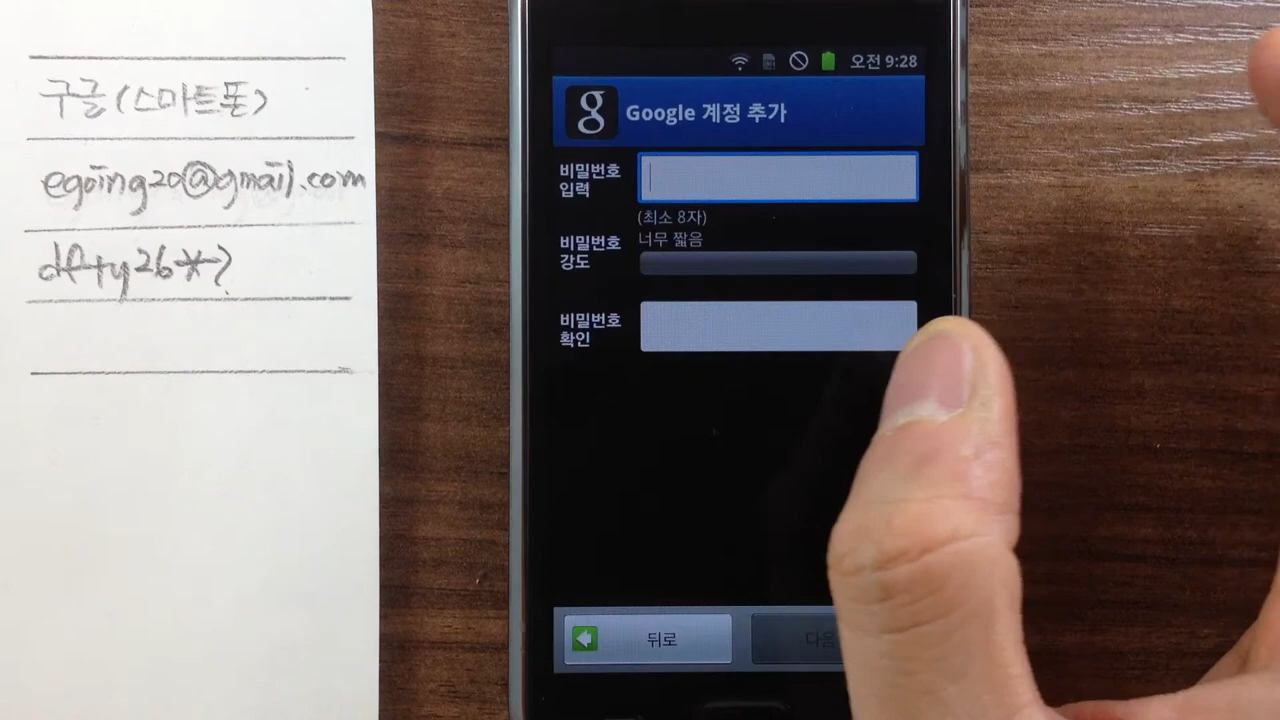 구글(스마트폰)
egoing20@gmail.com
dfty26*?
오전 9:28
g Google 계정 추가
비밀번호
입력
(최소 8자)
비밀번호
강도
너무 짧음
비밀번호
확인
뒤로
다음